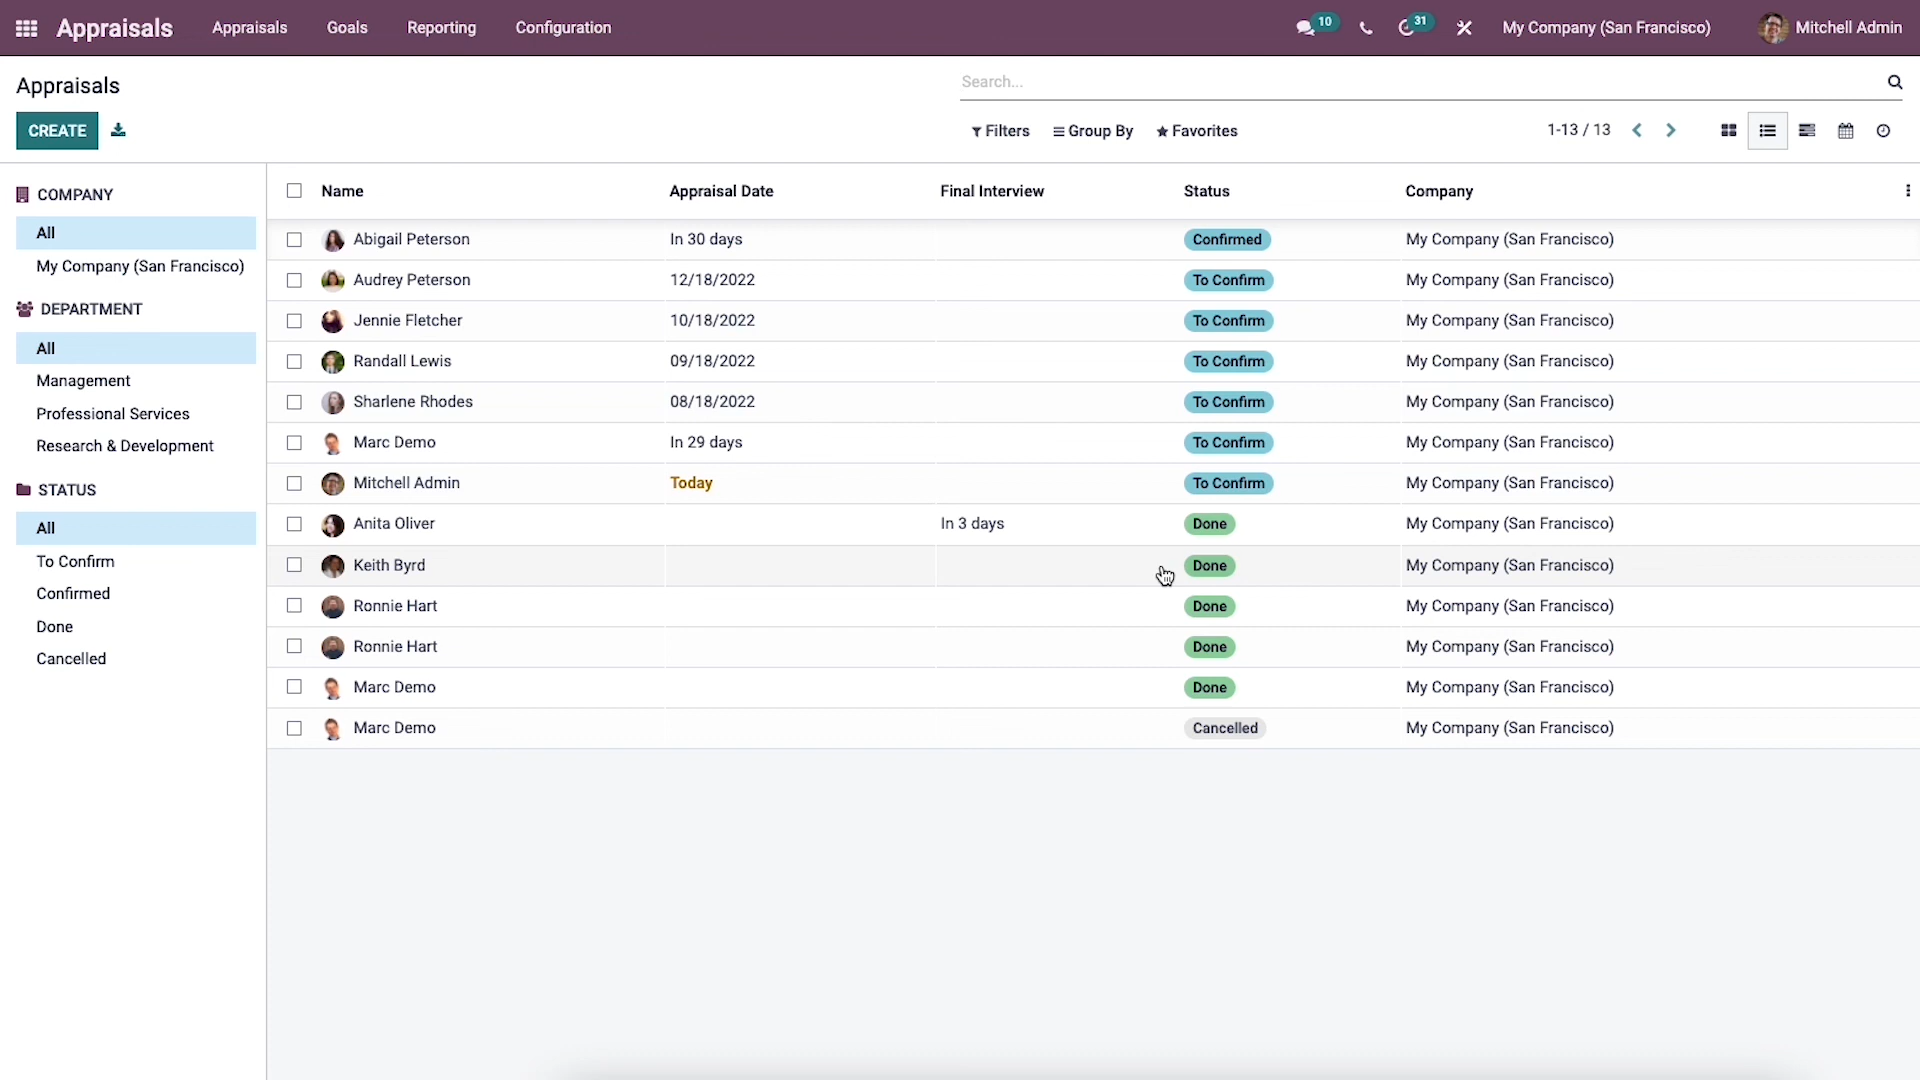 Appraisals Appraisals Goals Reporting Configuration 10 31 My Company (San Francisco) Mitchell Admin
Appraisals Search...
CREATE Filters Group By Favorites 1-13 / 13
COMPANY
All
My Company (San Francisco)
DEPARTMENT
All
Management
Professional Services
Research & Development
STATUS
All
To Confirm
Confirmed
Done
Cancelled
Name Appraisal Date Final Interview Status Company
Abigail Peterson In 30 days Confirmed My Company (San Francisco)
Audrey Peterson 12/18/2022 To Confirm My Company (San Francisco)
Jennie Fletcher 10/18/2022 To Confirm My Company (San Francisco)
Randall Lewis 09/18/2022 To Confirm My Company (San Francisco)
Sharlene Rhodes 08/18/2022 To Confirm My Company (San Francisco)
Marc Demo In 29 days To Confirm My Company (San Francisco)
Mitchell Admin Today To Confirm My Company (San Francisco)
Anita Oliver In 3 days Done My Company (San Francisco)
Keith Byrd Done My Company (San Francisco)
Ronnie Hart Done My Company (San Francisco)
Ronnie Hart Done My Company (San Francisco)
Marc Demo Done My Company (San Francisco)
Marc Demo Cancelled My Company (San Francisco)